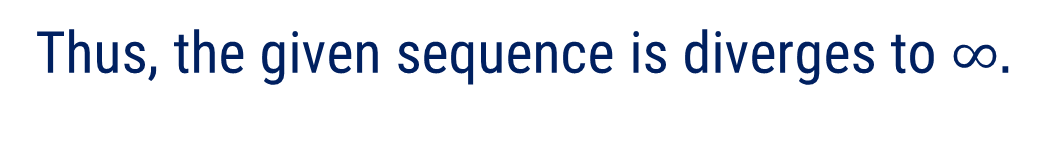 Thus, the given sequence is diverges to ∞.